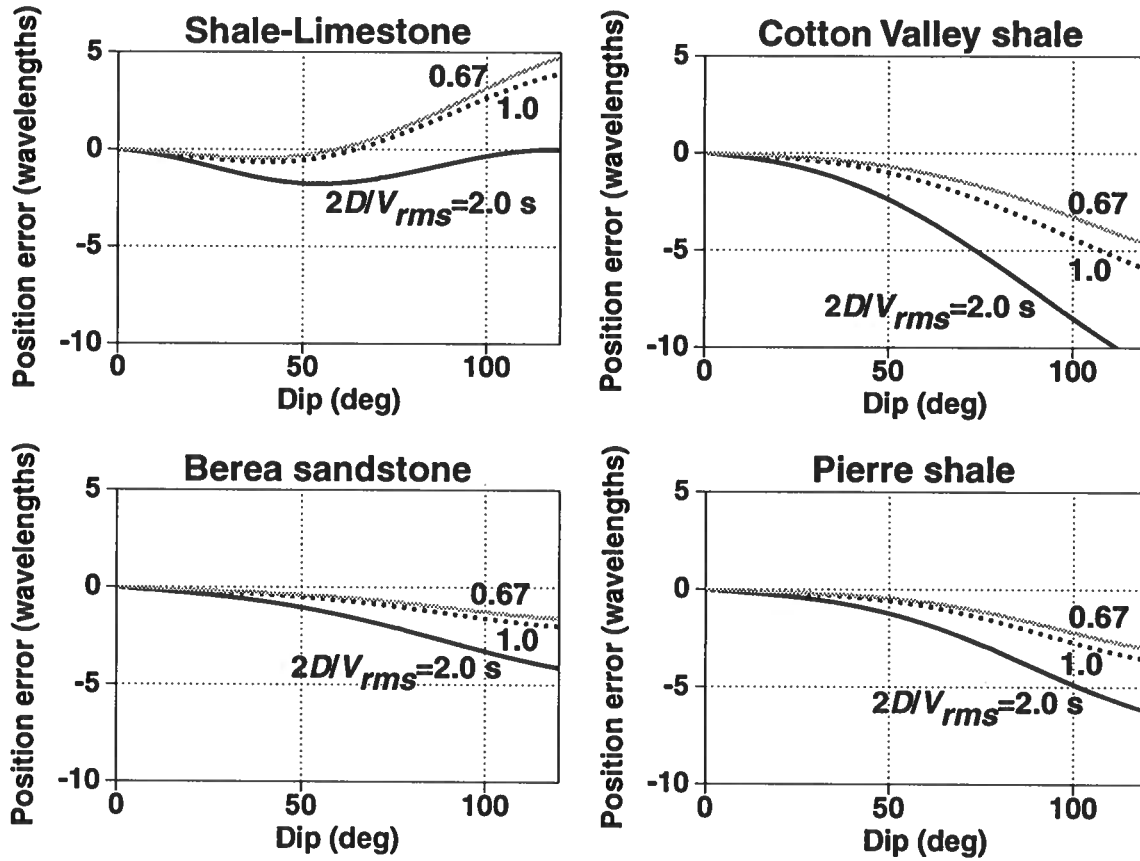 Shale-Limestone
Position error (wavelengths)
5
0
-5
-10
0.67
1.0
2D/Vrms=2.0 s
0
50
100
Dip (deg)
Cotton Valley shale
Position error (wavelengths)
5
0
-5
-10
0.67
1.0
2D/Vrms=2.0 s
0
50
100
Dip (deg)
Berea sandstone
Position error (wavelengths)
5
0
-5
-10
0.67
1.0
2D/Vrms=2.0 s
0
50
100
Dip (deg)
Pierre shale
Position error (wavelengths)
5
0
-5
-10
0.67
1.0
2D/Vrms=2.0 s
0
50
100
Dip (deg)